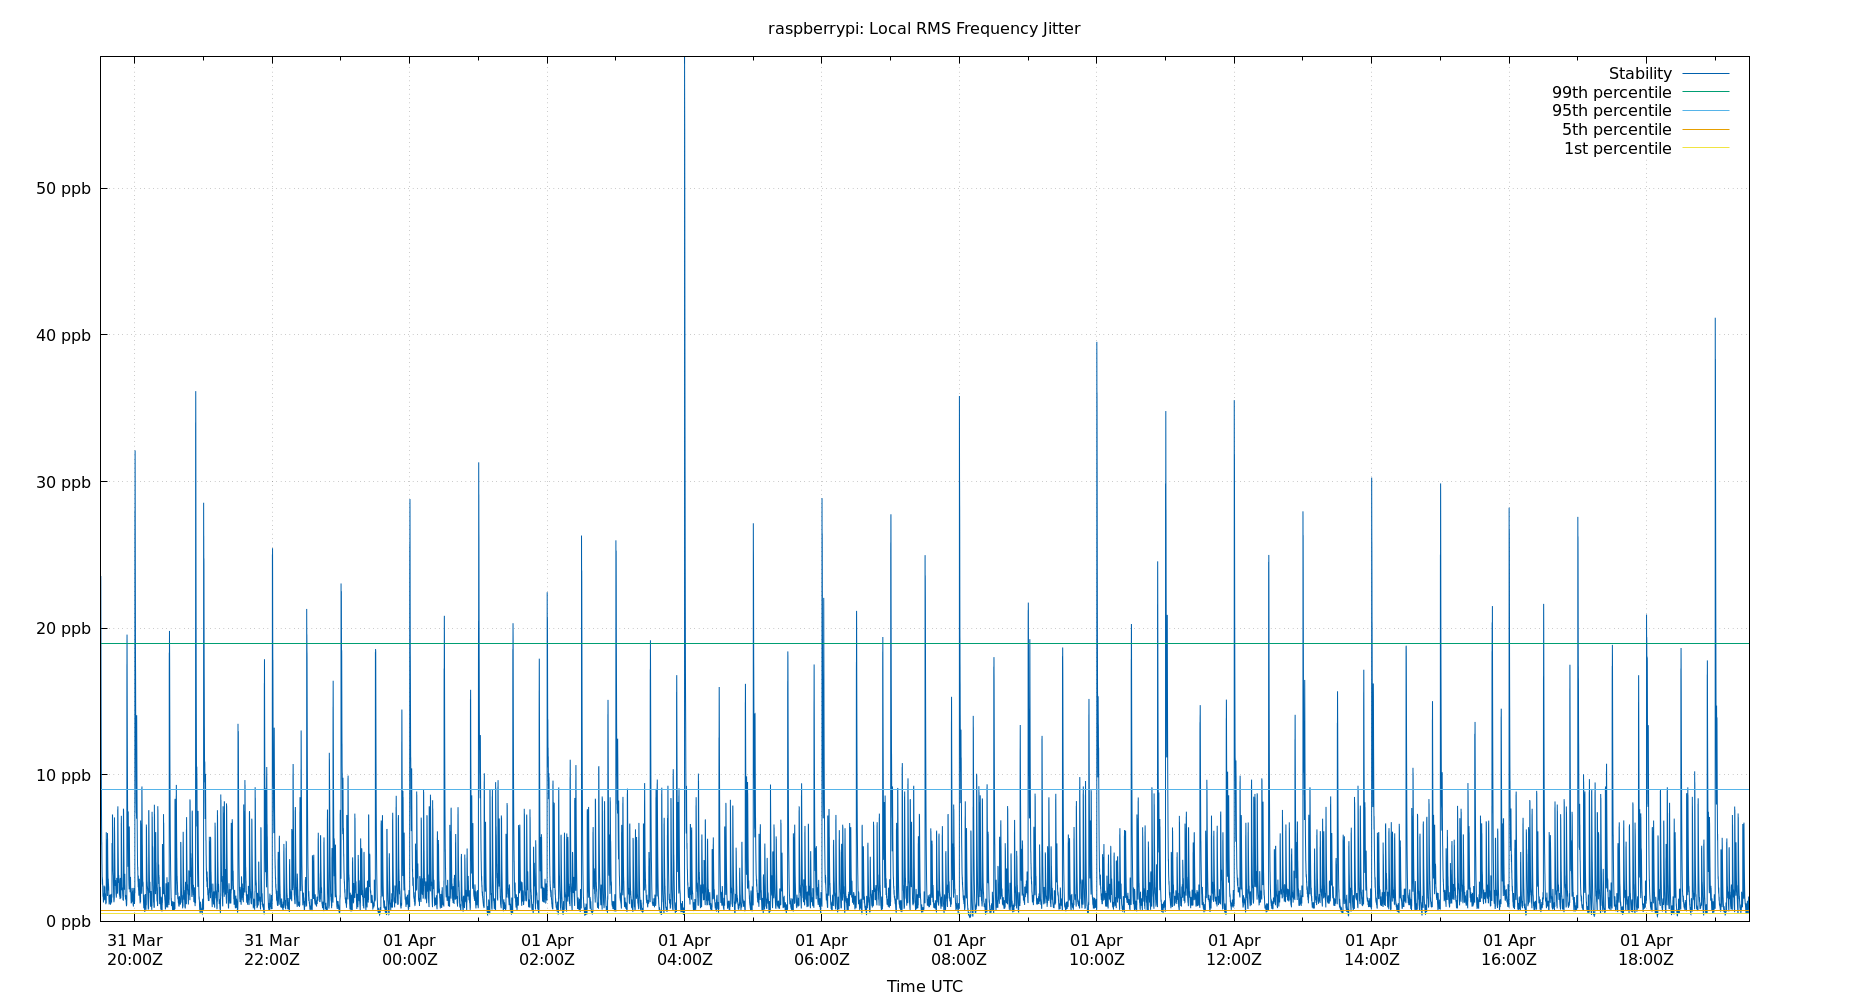 raspberrypi: Local RMS Frequency Jitter
Stability
99th percentile
95th percentile
5th percentile
1st percentile
50 ppb
40 ppb
30 ppb
20 ppb
10 ppb
0 ppb
31 Mar 31 Mar 01 Apr 01 Apr 01 Apr 01 Apr 01 Apr 01 Apr 01 Apr 01 Apr 01 Apr 01 Apr
20:00Z 22:00Z 00:00Z 02:00Z 04:00Z 06:00Z 08:00Z 10:00Z 12:00Z 14:00Z 16:00Z 18:00Z
Time UTC